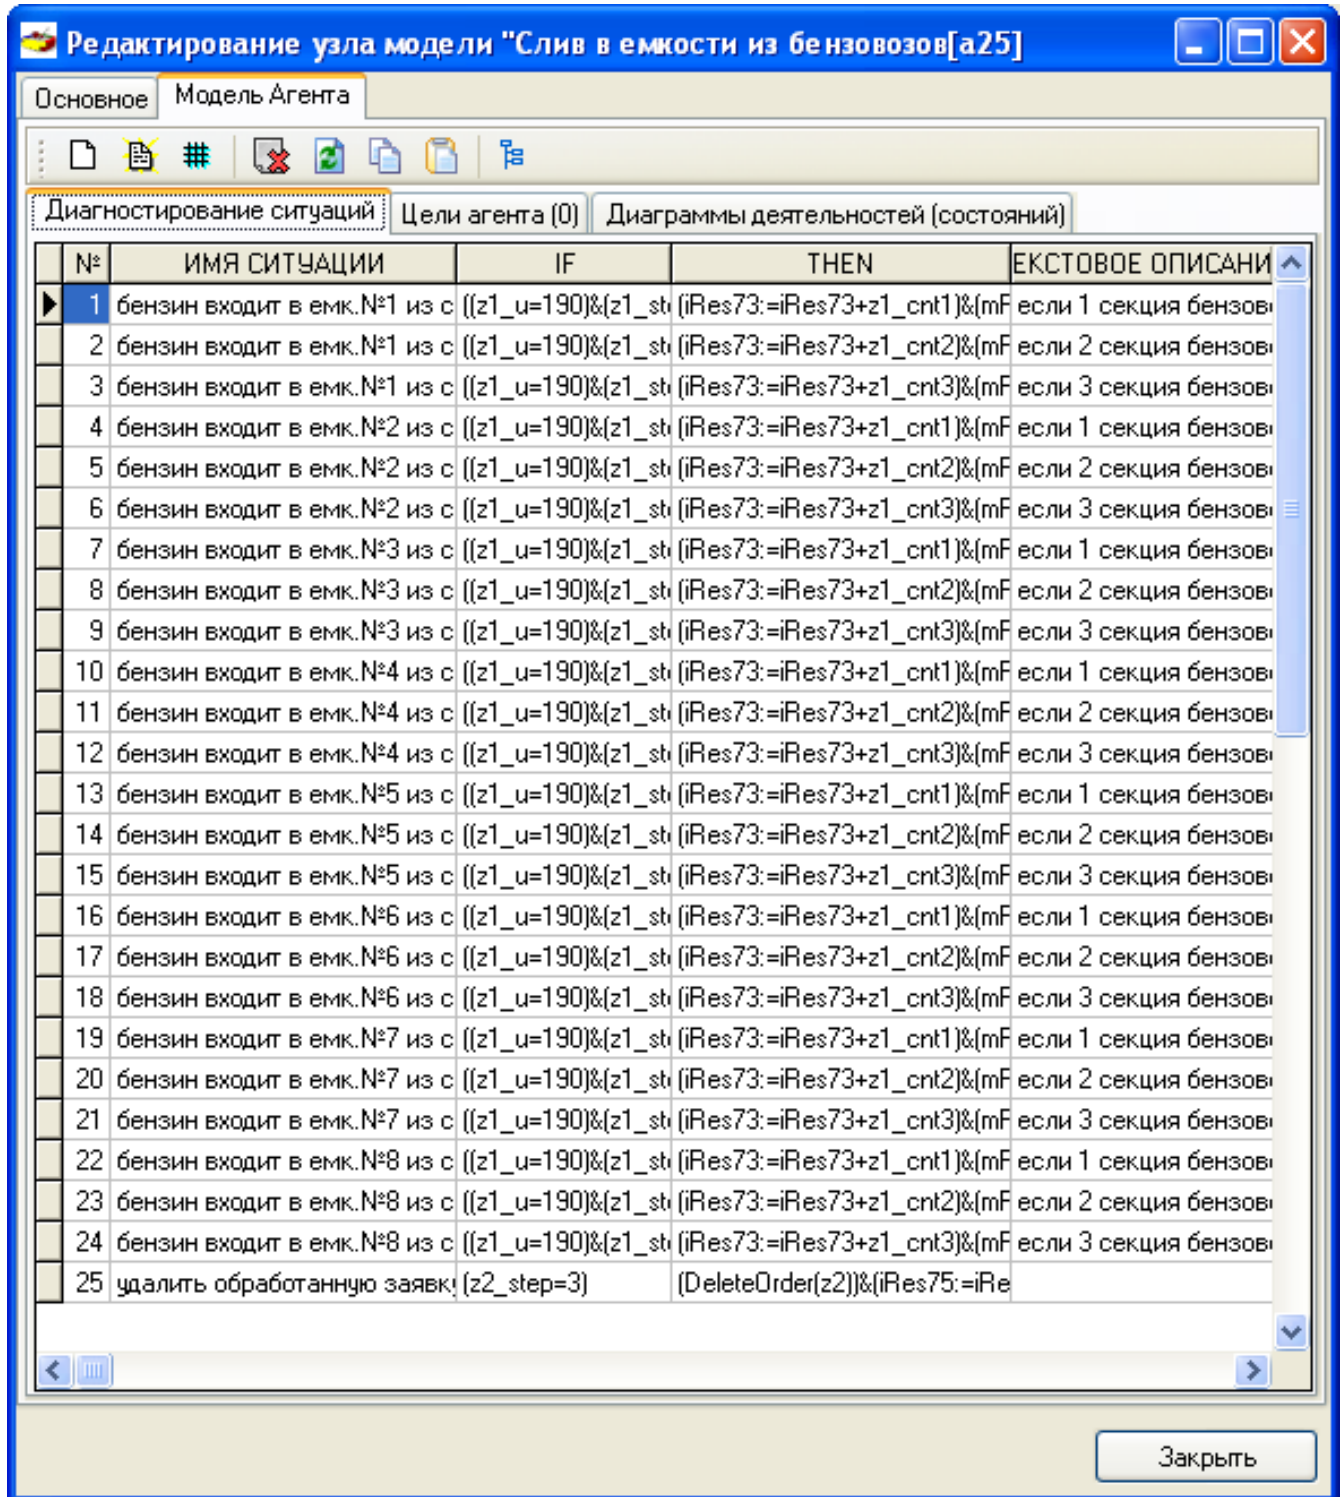 Редактирование узла модели "Слив в емкости из бензовозов[a25]
Основное Модель Агента
Диагностирование ситуаций Цели агента (0) Диаграммы деятельностей (состояний)
№ ИМЯ СИТУАЦИИ IF THEN ЕКСТОВОЕ ОПИСАНИ
1 бензин входит в емк.№1 из с ((z1_u=190)&(z1_st (iRes73:=iRes73+z1_cnt1)&(mF если 1 секция бензов
2 бензин входит в емк.№1 из с ((z1_u=190)&(z1_st (iRes73:=iRes73+z1_cnt2)&(mF если 2 секция бензов
3 бензин входит в емк.№1 из с ((z1_u=190)&(z1_st (iRes73:=iRes73+z1_cnt3)&(mF если 3 секция бензов
4 бензин входит в емк.№2 из с ((z1_u=190)&(z1_st (iRes73:=iRes73+z1_cnt1)&(mF если 1 секция бензов
5 бензин входит в емк.№2 из с ((z1_u=190)&(z1_st (iRes73:=iRes73+z1_cnt2)&(mF если 2 секция бензов
6 бензин входит в емк.№2 из с ((z1_u=190)&(z1_st (iRes73:=iRes73+z1_cnt3)&(mF если 3 секция бензов
7 бензин входит в емк.№3 из с ((z1_u=190)&(z1_st (iRes73:=iRes73+z1_cnt1)&(mF если 1 секция бензов
8 бензин входит в емк.№3 из с ((z1_u=190)&(z1_st (iRes73:=iRes73+z1_cnt2)&(mF если 2 секция бензов
9 бензин входит в емк.№3 из с ((z1_u=190)&(z1_st (iRes73:=iRes73+z1_cnt3)&(mF если 3 секция бензов
10 бензин входит в емк.№4 из с ((z1_u=190)&(z1_st (iRes73:=iRes73+z1_cnt1)&(mF если 1 секция бензов
11 бензин входит в емк.№4 из с ((z1_u=190)&(z1_st (iRes73:=iRes73+z1_cnt2)&(mF если 2 секция бензов
12 бензин входит в емк.№4 из с ((z1_u=190)&(z1_st (iRes73:=iRes73+z1_cnt3)&(mF если 3 секция бензов
13 бензин входит в емк.№5 из с ((z1_u=190)&(z1_st (iRes73:=iRes73+z1_cnt1)&(mF если 1 секция бензов
14 бензин входит в емк.№5 из с ((z1_u=190)&(z1_st (iRes73:=iRes73+z1_cnt2)&(mF если 2 секция бензов
15 бензин входит в емк.№5 из с ((z1_u=190)&(z1_st (iRes73:=iRes73+z1_cnt3)&(mF если 3 секция бензов
16 бензин входит в емк.№6 из с ((z1_u=190)&(z1_st (iRes73:=iRes73+z1_cnt1)&(mF если 1 секция бензов
17 бензин входит в емк.№6 из с ((z1_u=190)&(z1_st (iRes73:=iRes73+z1_cnt2)&(mF если 2 секция бензов
18 бензин входит в емк.№6 из с ((z1_u=190)&(z1_st (iRes73:=iRes73+z1_cnt3)&(mF если 3 секция бензов
19 бензин входит в емк.№7 из с ((z1_u=190)&(z1_st (iRes73:=iRes73+z1_cnt1)&(mF если 1 секция бензов
20 бензин входит в емк.№7 из с ((z1_u=190)&(z1_st (iRes73:=iRes73+z1_cnt2)&(mF если 2 секция бензов
21 бензин входит в емк.№7 из с ((z1_u=190)&(z1_st (iRes73:=iRes73+z1_cnt3)&(mF если 3 секция бензов
22 бензин входит в емк.№8 из с ((z1_u=190)&(z1_st (iRes73:=iRes73+z1_cnt1)&(mF если 1 секция бензов
23 бензин входит в емк.№8 из с ((z1_u=190)&(z1_st (iRes73:=iRes73+z1_cnt2)&(mF если 2 секция бензов
24 бензин входит в емк.№8 из с ((z1_u=190)&(z1_st (iRes73:=iRes73+z1_cnt3)&(mF если 3 секция бензов
25 удалить обработанную заявку (z2_step=3) (DeleteOrder(z2))&(iRes75:=iRe
Закрыть